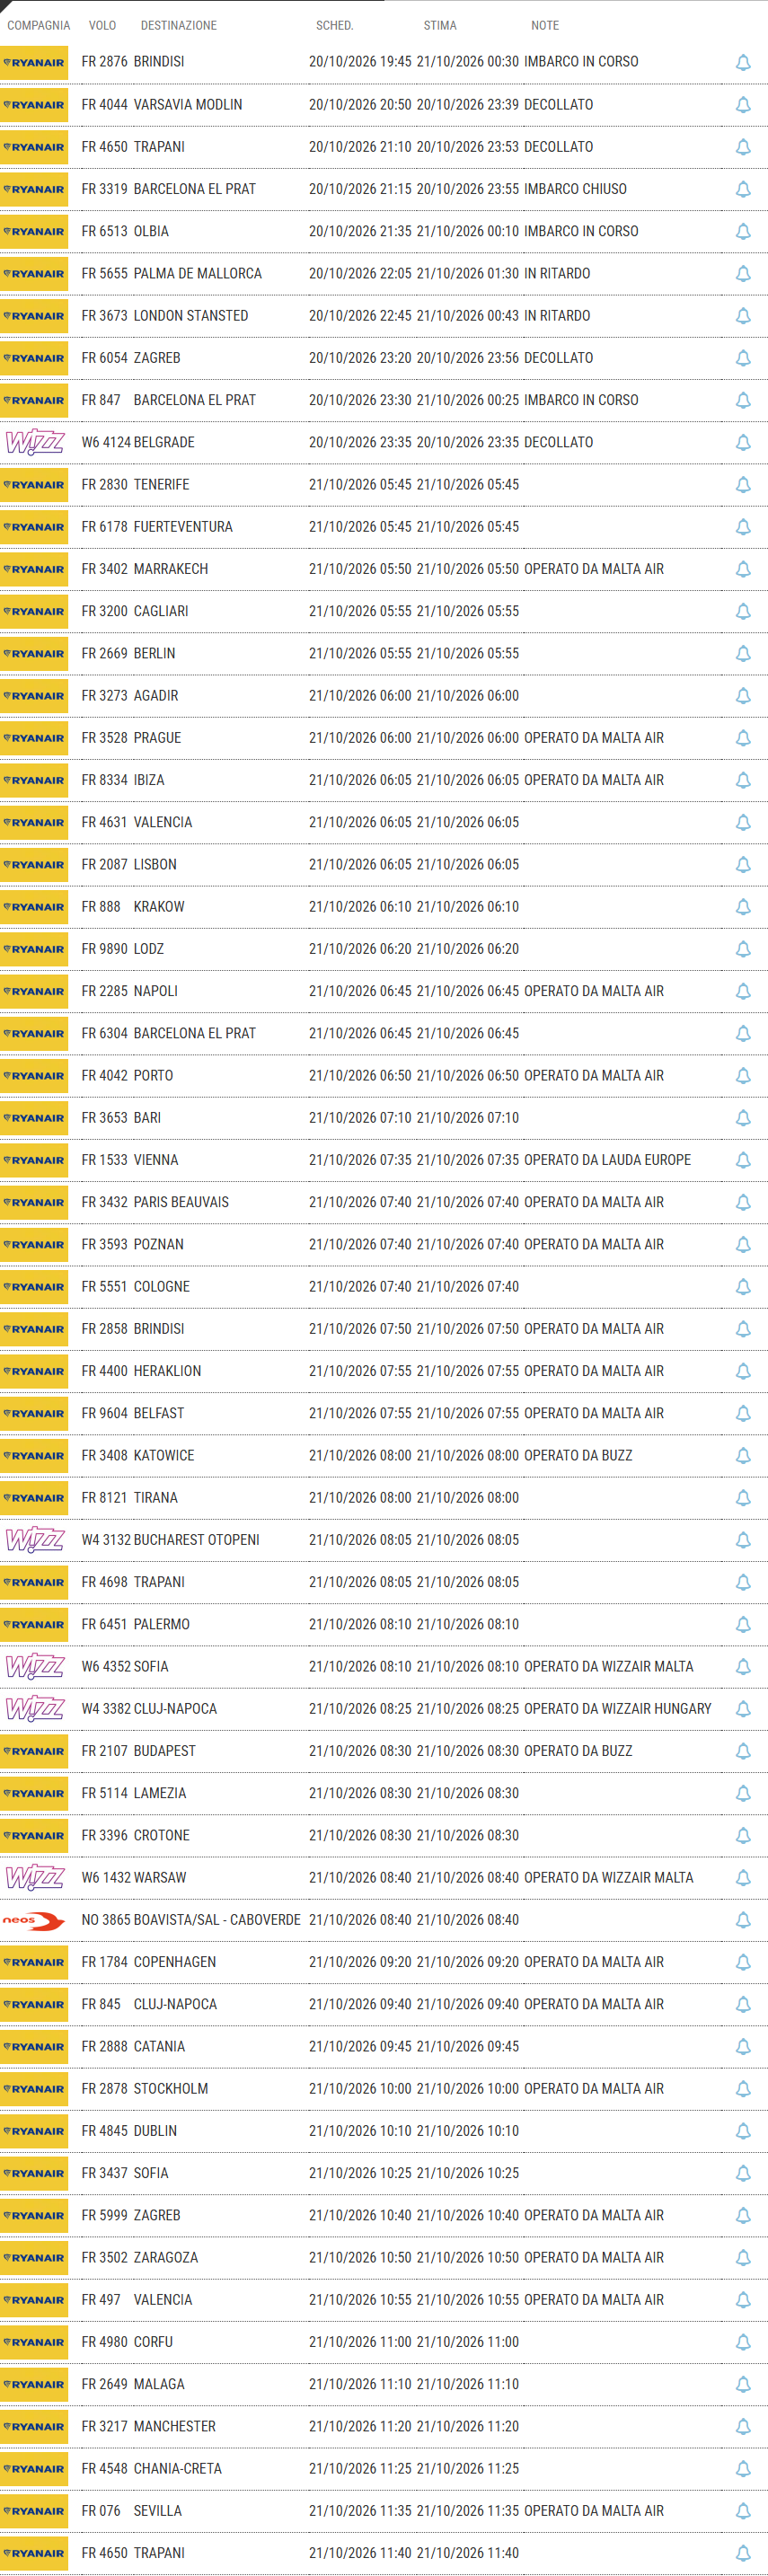 COMPAGNIA VOLO DESTINAZIONE SCHED. STIMA NOTE
RYANAIR FR 2876 BRINDISI 20/10/2026 19:45 21/10/2026 00:30 IMBARCO IN CORSO
RYANAIR FR 4044 VARSAVIA MODLIN 20/10/2026 20:50 20/10/2026 23:39 DECOLLATO
RYANAIR FR 4650 TRAPANI 20/10/2026 21:10 20/10/2026 23:53 DECOLLATO
RYANAIR FR 3319 BARCELONA EL PRAT 20/10/2026 21:15 20/10/2026 23:55 IMBARCO CHIUSO
RYANAIR FR 6513 OLBIA 20/10/2026 21:35 21/10/2026 00:10 IMBARCO IN CORSO
RYANAIR FR 5655 PALMA DE MALLORCA 20/10/2026 22:05 21/10/2026 01:30 IN RITARDO
RYANAIR FR 3673 LONDON STANSTED 20/10/2026 22:45 21/10/2026 00:43 IN RITARDO
RYANAIR FR 6054 ZAGREB 20/10/2026 23:20 20/10/2026 23:56 DECOLLATO
RYANAIR FR 847 BARCELONA EL PRAT 20/10/2026 23:30 21/10/2026 00:25 IMBARCO IN CORSO
WIZZ W6 4124 BELGRADE 20/10/2026 23:35 20/10/2026 23:35 DECOLLATO
RYANAIR FR 2830 TENERIFE 21/10/2026 05:45 21/10/2026 05:45
RYANAIR FR 6178 FUERTEVENTURA 21/10/2026 05:45 21/10/2026 05:45
RYANAIR FR 3402 MARRAKECH 21/10/2026 05:50 21/10/2026 05:50 OPERATO DA MALTA AIR
RYANAIR FR 3200 CAGLIARI 21/10/2026 05:55 21/10/2026 05:55
RYANAIR FR 2669 BERLIN 21/10/2026 05:55 21/10/2026 05:55
RYANAIR FR 3273 AGADIR 21/10/2026 06:00 21/10/2026 06:00
RYANAIR FR 3528 PRAGUE 21/10/2026 06:00 21/10/2026 06:00 OPERATO DA MALTA AIR
RYANAIR FR 8334 IBIZA 21/10/2026 06:05 21/10/2026 06:05 OPERATO DA MALTA AIR
RYANAIR FR 4631 VALENCIA 21/10/2026 06:05 21/10/2026 06:05
RYANAIR FR 2087 LISBON 21/10/2026 06:05 21/10/2026 06:05
RYANAIR FR 888 KRAKOW 21/10/2026 06:10 21/10/2026 06:10
RYANAIR FR 9890 LODZ 21/10/2026 06:20 21/10/2026 06:20
RYANAIR FR 2285 NAPOLI 21/10/2026 06:45 21/10/2026 06:45 OPERATO DA MALTA AIR
RYANAIR FR 6304 BARCELONA EL PRAT 21/10/2026 06:45 21/10/2026 06:45
RYANAIR FR 4042 PORTO 21/10/2026 06:50 21/10/2026 06:50 OPERATO DA MALTA AIR
RYANAIR FR 3653 BARI 21/10/2026 07:10 21/10/2026 07:10
RYANAIR FR 1533 VIENNA 21/10/2026 07:35 21/10/2026 07:35 OPERATO DA LAUDA EUROPE
RYANAIR FR 3432 PARIS BEAUVAIS 21/10/2026 07:40 21/10/2026 07:40 OPERATO DA MALTA AIR
RYANAIR FR 3593 POZNAN 21/10/2026 07:40 21/10/2026 07:40 OPERATO DA MALTA AIR
RYANAIR FR 5551 COLOGNE 21/10/2026 07:40 21/10/2026 07:40
RYANAIR FR 2858 BRINDISI 21/10/2026 07:50 21/10/2026 07:50 OPERATO DA MALTA AIR
RYANAIR FR 4400 HERAKLION 21/10/2026 07:55 21/10/2026 07:55 OPERATO DA MALTA AIR
RYANAIR FR 9604 BELFAST 21/10/2026 07:55 21/10/2026 07:55 OPERATO DA MALTA AIR
RYANAIR FR 3408 KATOWICE 21/10/2026 08:00 21/10/2026 08:00 OPERATO DA BUZZ
RYANAIR FR 8121 TIRANA 21/10/2026 08:00 21/10/2026 08:00
WIZZ W4 3132 BUCHAREST OTOPENI 21/10/2026 08:05 21/10/2026 08:05
RYANAIR FR 4698 TRAPANI 21/10/2026 08:05 21/10/2026 08:05
RYANAIR FR 6451 PALERMO 21/10/2026 08:10 21/10/2026 08:10
WIZZ W6 4352 SOFIA 21/10/2026 08:10 21/10/2026 08:10 OPERATO DA WIZZAIR MALTA
WIZZ W4 3382 CLUJ-NAPOCA 21/10/2026 08:25 21/10/2026 08:25 OPERATO DA WIZZAIR HUNGARY
RYANAIR FR 2107 BUDAPEST 21/10/2026 08:30 21/10/2026 08:30 OPERATO DA BUZZ
RYANAIR FR 5114 LAMEZIA 21/10/2026 08:30 21/10/2026 08:30
RYANAIR FR 3396 CROTONE 21/10/2026 08:30 21/10/2026 08:30
WIZZ W6 1432 WARSAW 21/10/2026 08:40 21/10/2026 08:40 OPERATO DA WIZZAIR MALTA
neos NO 3865 BOAVISTA/SAL - CABOVERDE 21/10/2026 08:40 21/10/2026 08:40
RYANAIR FR 1784 COPENHAGEN 21/10/2026 09:20 21/10/2026 09:20 OPERATO DA MALTA AIR
RYANAIR FR 845 CLUJ-NAPOCA 21/10/2026 09:40 21/10/2026 09:40 OPERATO DA MALTA AIR
RYANAIR FR 2888 CATANIA 21/10/2026 09:45 21/10/2026 09:45
RYANAIR FR 2878 STOCKHOLM 21/10/2026 10:00 21/10/2026 10:00 OPERATO DA MALTA AIR
RYANAIR FR 4845 DUBLIN 21/10/2026 10:10 21/10/2026 10:10
RYANAIR FR 3437 SOFIA 21/10/2026 10:25 21/10/2026 10:25
RYANAIR FR 5999 ZAGREB 21/10/2026 10:40 21/10/2026 10:40 OPERATO DA MALTA AIR
RYANAIR FR 3502 ZARAGOZA 21/10/2026 10:50 21/10/2026 10:50 OPERATO DA MALTA AIR
RYANAIR FR 497 VALENCIA 21/10/2026 10:55 21/10/2026 10:55 OPERATO DA MALTA AIR
RYANAIR FR 4980 CORFU 21/10/2026 11:00 21/10/2026 11:00
RYANAIR FR 2649 MALAGA 21/10/2026 11:10 21/10/2026 11:10
RYANAIR FR 3217 MANCHESTER 21/10/2026 11:20 21/10/2026 11:20
RYANAIR FR 4548 CHANIA-CRETA 21/10/2026 11:25 21/10/2026 11:25
RYANAIR FR 076 SEVILLA 21/10/2026 11:35 21/10/2026 11:35 OPERATO DA MALTA AIR
RYANAIR FR 4650 TRAPANI 21/10/2026 11:40 21/10/2026 11:40